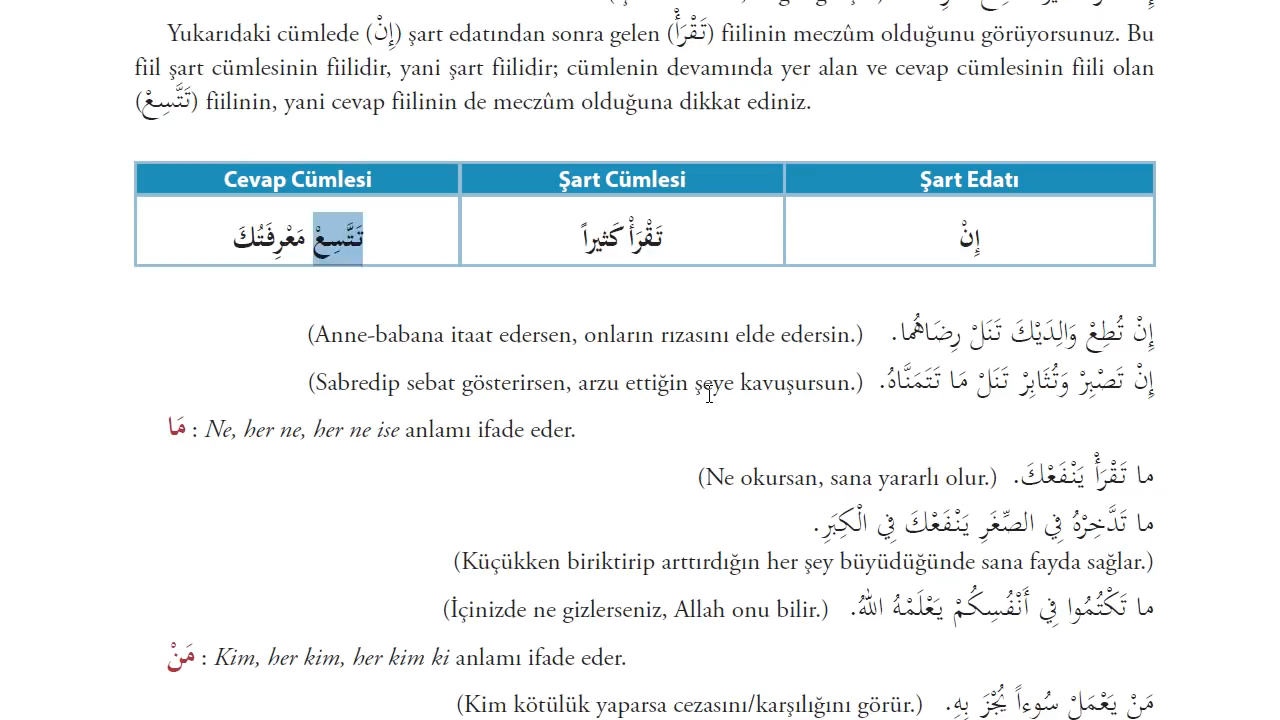 Yukarıdaki cümlede (إِنْ) şart edatından sonra gelen (تَقْرَأْ) fiilinin meczûm olduğunu görüyorsunuz. Bu
fiil şart cümlesinin fiilidir, yani şart fiilidir; cümlenin devamında yer alan ve cevap cümlesinin fiili olan
(تَتَّسِعْ) fiilinin, yani cevap fiilinin de meczûm olduğuna dikkat ediniz.
Cevap Cümlesi Şart Cümlesi Şart Edatı
تَتَّسِعْ مَعْرِفَتُكَ تَقْرَأْ كَثيراً إِنْ
إِنْ تُطِعْ وَالِدَيْكَ تَنَلْ رِضَاهُما. (Anne-babana itaat edersen, onların rızasını elde edersin.)
إِنْ تَصْبِرْ وَتُثَابِرْ تَنَلْ مَا تَتَمَنَّاهُ. (Sabredip sebat gösterirsen, arzu ettiğin şeye kavuşursun.)
مَا : Ne, her ne, her ne ise anlamı ifade eder.
ما تَقْرَأْ يَنْفَعْكَ. (Ne okursan, sana yararlı olur.)
ما تَدَّخِرْهُ فِي الصِّغَرِ يَنْفَعْكَ فِي الْكِبَرِ.
(Küçükken biriktirip arttırdığın her şey büyüdüğünde sana fayda sağlar.)
ما تَكْتُمُوا فِي أَنْفُسِكُمْ يَعْلَمْهُ اللهُ. (İçinizde ne gizlerseniz, Allah onu bilir.)
مَنْ : Kim, her kim, her kim ki anlamı ifade eder.
مَنْ يَعْمَلْ سُوءاً يُجْزَ بِهِ. (Kim kötülük yaparsa cezasını/karşılığını görür.)